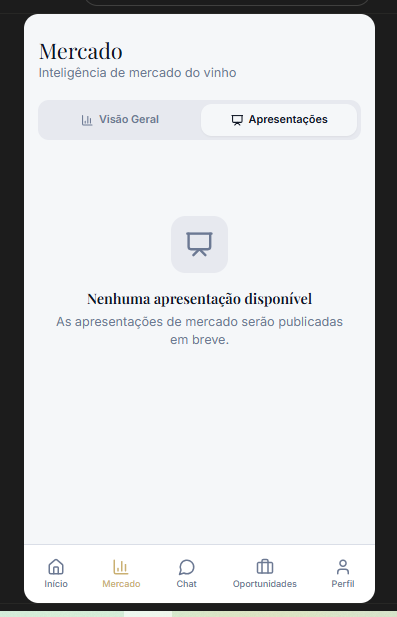 Mercado
Inteligência de mercado do vinho
Visão Geral
Apresentações
Nenhuma apresentação disponível
As apresentações de mercado serão publicadas
em breve.
Início
Mercado
Chat
Oportunidades
Perfil